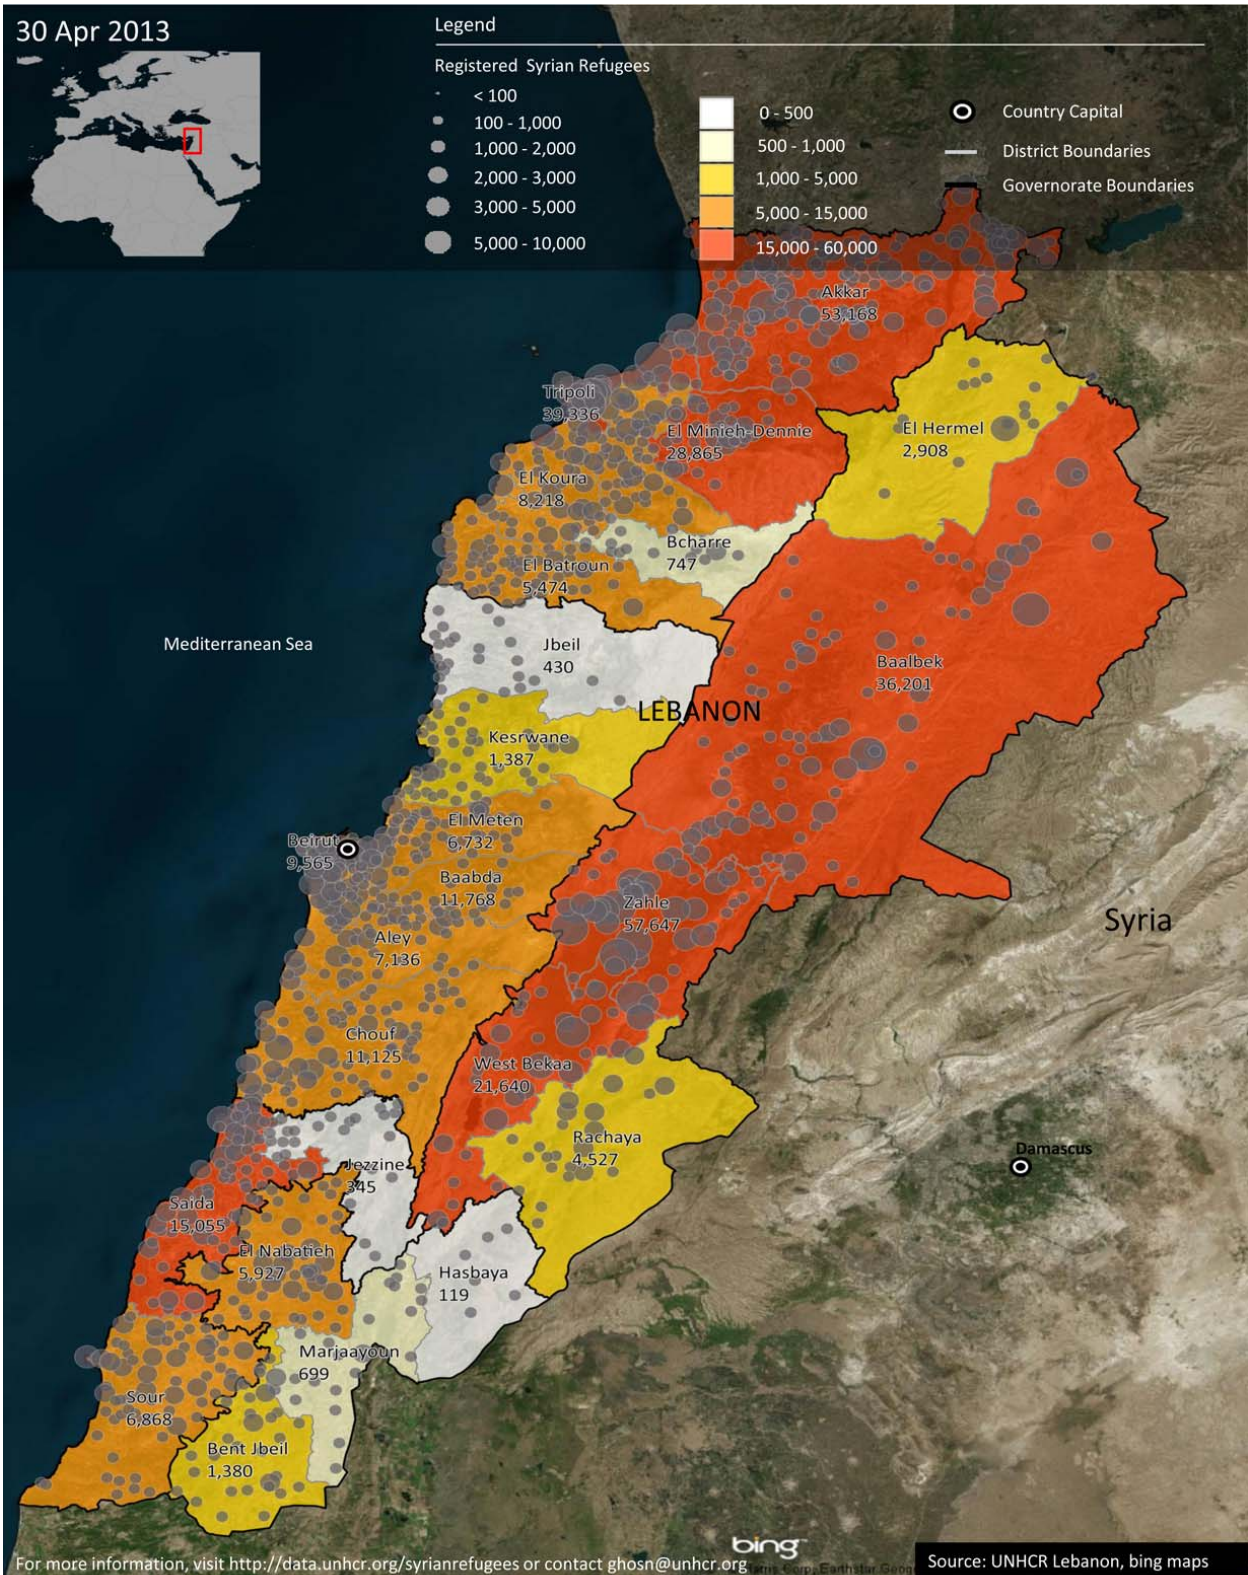 30 Apr 2013
Legend
Registered Syrian Refugees
< 100
100 - 1,000
1,000 - 2,000
2,000 - 3,000
3,000 - 5,000
5,000 - 10,000
0 - 500
500 - 1,000
1,000 - 5,000
5,000 - 15,000
15,000 - 60,000
Country Capital
District Boundaries
Governorate Boundaries
Akkar
53,168
Tripoli
39,336
El Minieh-Dennie
28,865
El Hermel
2,908
El Koura
8,218
Bcharre
747
El Batroun
5,474
Mediterranean Sea
Jbeil
430
Baalbek
36,201
LEBANON
Kesrwane
1,387
El Meten
6,732
Beirut
9,565
Baabda
11,768
Zahle
57,647
Syria
Aley
7,136
Chouf
11,125
West Bekaa
21,640
Rachaya
4,527
Damascus
Jezzine
345
Saida
15,055
El Nabatieh
5,927
Hasbaya
119
Marjaayoun
699
Sour
6,868
Bent Jbeil
1,380
bing
For more information, visit http://data.unhcr.org/syrianrefugees or contact ghosn@unhcr.org
Source: UNHCR Lebanon, bing maps